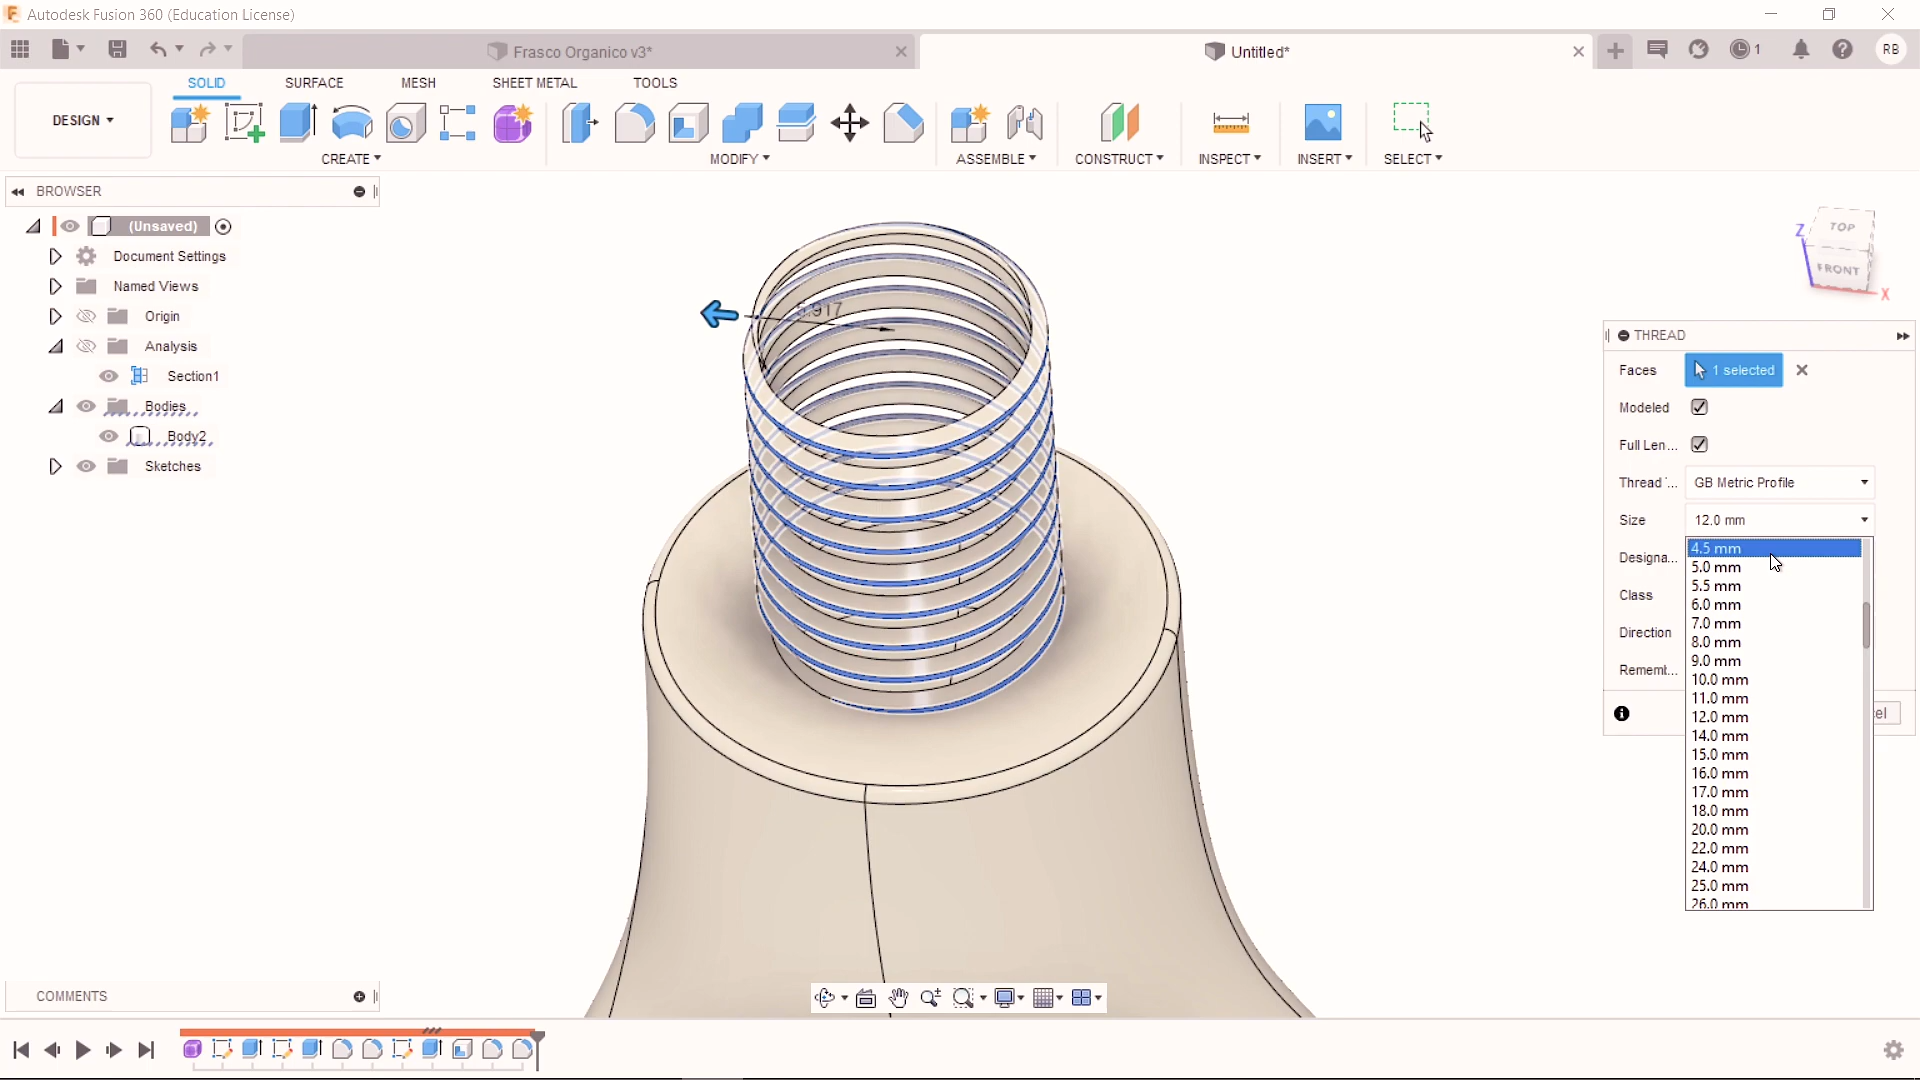 Autodesk Fusion 360 (Education License)
Frasco Organico v3*
Untitled*
1
RB
DESIGN
SOLID
SURFACE
MESH
SHEET METAL
TOOLS
CREATE
MODIFY
ASSEMBLE
CONSTRUCT
INSPECT
INSERT
SELECT
BROWSER
(Unsaved)
Document Settings
Named Views
Origin
Analysis
Section1
Bodies
Body2
Sketches
TOP
FRONT
Z
X
THREAD
Faces
1 selected
Modeled
Full Len...
Thread ...
GB Metric Profile
Size
12.0 mm
Designa...
Class
Direction
Rememt...
4.5 mm
5.0 mm
5.5 mm
6.0 mm
7.0 mm
8.0 mm
9.0 mm
10.0 mm
11.0 mm
12.0 mm
14.0 mm
15.0 mm
16.0 mm
17.0 mm
18.0 mm
20.0 mm
22.0 mm
24.0 mm
25.0 mm
26.0 mm
el
COMMENTS